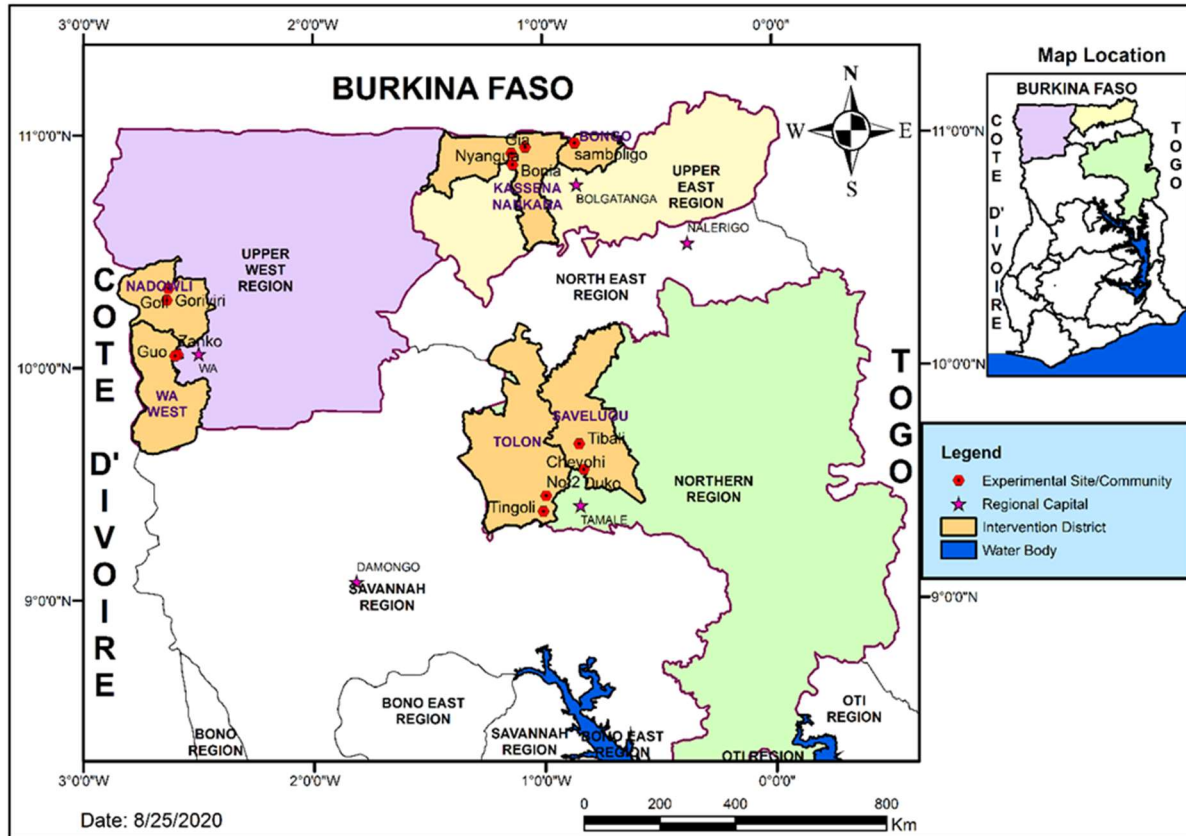 3°0'0"W
2°0'0"W
1°0'0"W
0°0'0"
BURKINA FASO
N
W
E
S
11°0'0"N
11°0'0"N
Gia
BONGO
Nyangua
samboligo
Bonia
KASSENA
NANKANA
BOLGATANGA
UPPER
EAST
REGION
NALERIGO
NORTH EAST
REGION
UPPER
WEST
REGION
NADOWLI
Goli
Goriyiri
Zanko
Guo
WA
WA
WEST
10°0'0"N
10°0'0"N
COTE
D'IVOIRE
TOGO
SAVELUGU
TOLON
Tibali
Cheyohi
No.2
Duko
Tingoli
TAMALE
NORTHERN
REGION
DAMONGO
SAVANNAH
REGION
9°0'0"N
9°0'0"N
BONO
REGION
BONO EAST
REGION
SAVANNAH
REGION
BONO EAST
REGION
OTI
REGION
OTI REGION
3°0'0"W
2°0'0"W
1°0'0"W
0°0'0"
Date: 8/25/2020
0
200
400
800
Km
Map Location
BURKINA FASO
COTE
D'IVOIRE
TOGO
Legend
Experimental Site/Community
Regional Capital
Intervention District
Water Body